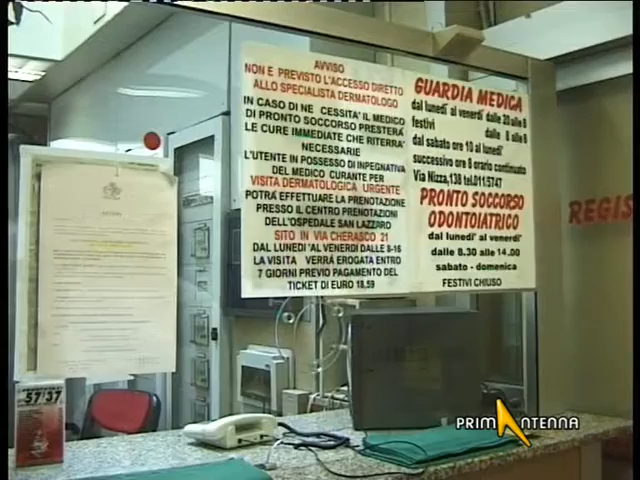 AVVISO
NON E' PREVISTO L'ACCESSO DIRETTO
ALLO SPECIALISTA DERMATOLOGO
IN CASO DI NECESSITA' IL MEDICO
DI PRONTO SOCCORSO PRESTERA'
LE CURE IMMEDIATE CHE RITERRA'
NECESSARIE
L'UTENTE IN POSSESSO DI IMPEGNATIVA
DEL MEDICO CURANTE PER
VISITA DERMATOLOGICA URGENTE
POTRA' EFFETTUARE LA PRENOTAZIONE
PRESSO IL CENTRO PRENOTAZIONI
DELL'OSPEDALE SAN LAZZARO
SITO IN VIA CHERASCO 21
DAL LUNEDI' AL VENERDI DALLE 8-16
LA VISITA VERRÀ EROGATA ENTRO
7 GIORNI PREVIO PAGAMENTO DEL
TICKET DI EURO 18.59
GUARDIA MEDICA
dal lunedì al venerdì dalle 20 alle 8
festivi dalle 8 alle 8
dal sabato ore 10 al lunedì
successivo ore 8 orario continuato
Via Nizza, 138 tel.011/5747
PRONTO SOCCORSO
ODONTOIATRICO
dal lunedì al venerdì
dalle 8.30 alle 14.00
sabato - domenica
FESTIVI CHIUSO
REGIS
57 37
PRIMANTENNA